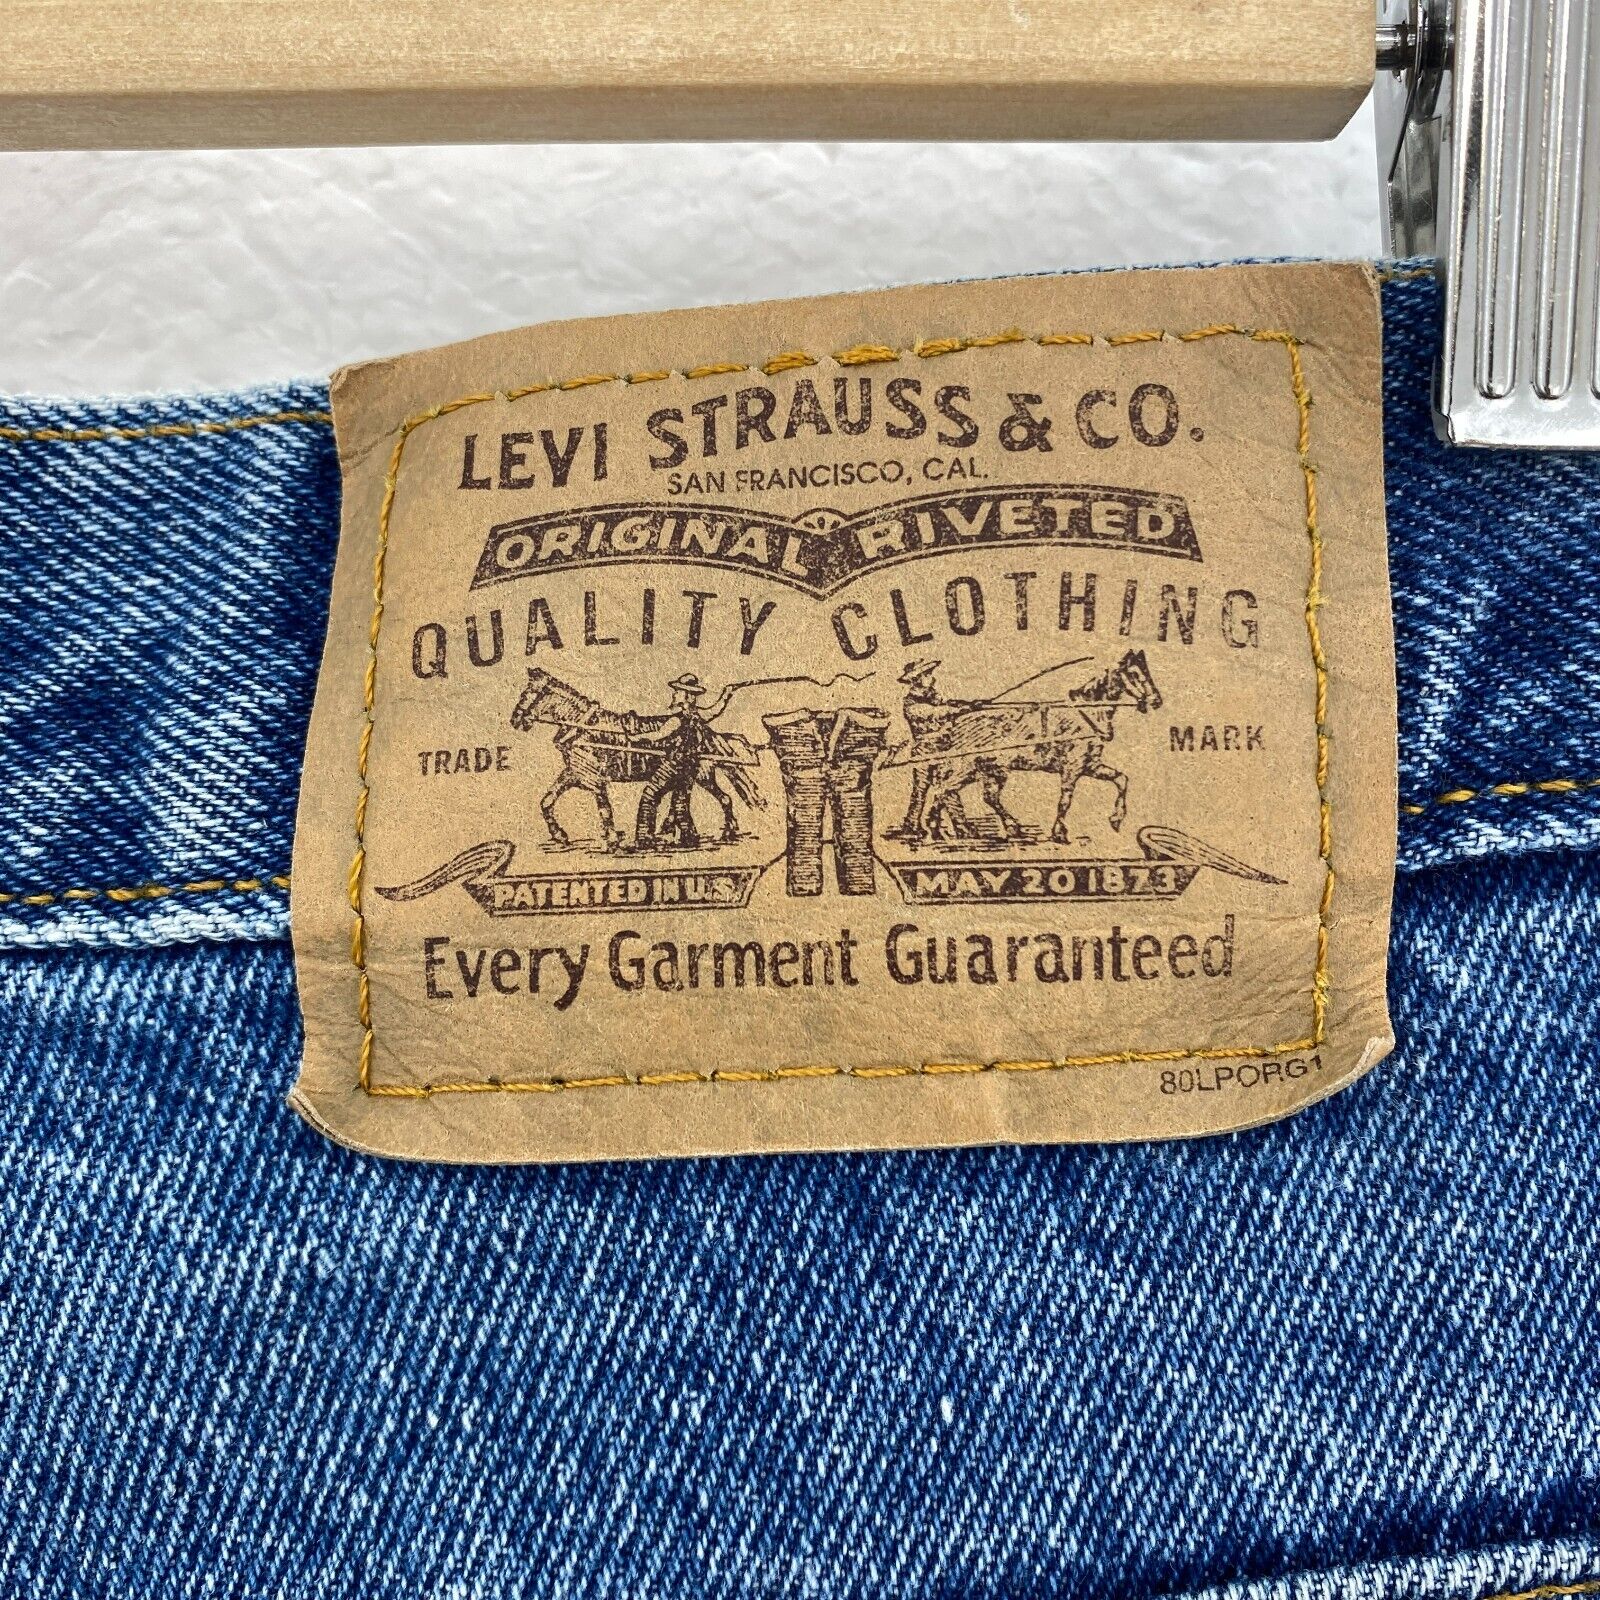 LEVI STRAUSS & CO.
SAN FRANCISCO, CAL.
ORIGINAL RIVETED
QUALITY CLOTHING
TRADE MARK
PATENTED IN U.S. MAY 20 1873
Every Garment Guaranteed
80LPORG1